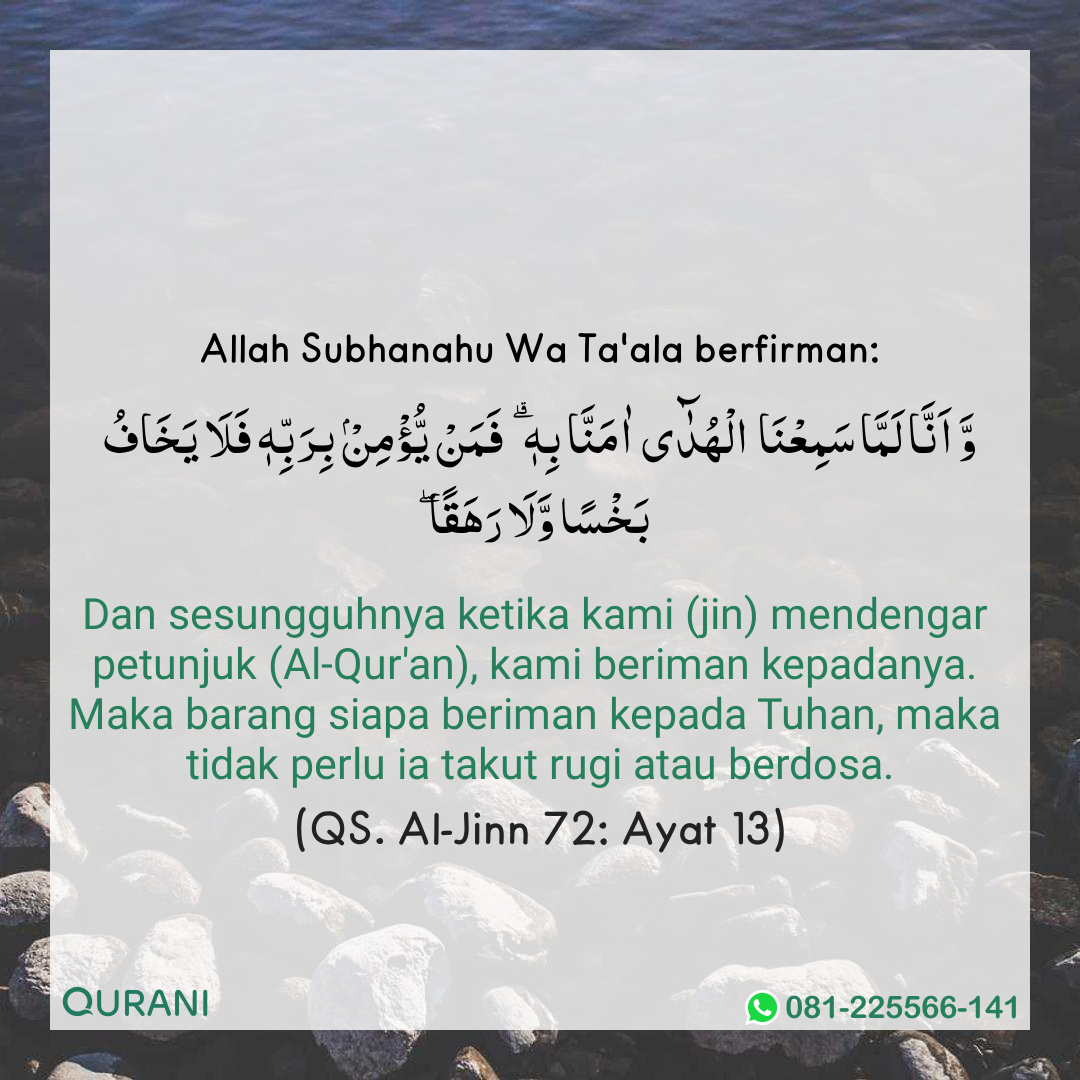 Allah Subhanahu Wa Ta'ala berfirman:
وَّاَنَّا لَمَّا سَمِعْنَا الْهُدٰۤى اٰمَنَّا بِهٖ ۗ فَمَنْ يُّؤْمِنْۢ بِرَبِّهٖ فَلَا يَخَافُ
بَخْسًا وَّلَا رَهَقًا ۖ
Dan sesungguhnya ketika kami (jin) mendengar
petunjuk (Al-Qur'an), kami beriman kepadanya.
Maka barang siapa beriman kepada Tuhan, maka
tidak perlu ia takut rugi atau berdosa.
(QS. Al-Jinn 72: Ayat 13)
QURANI
081-225566-141